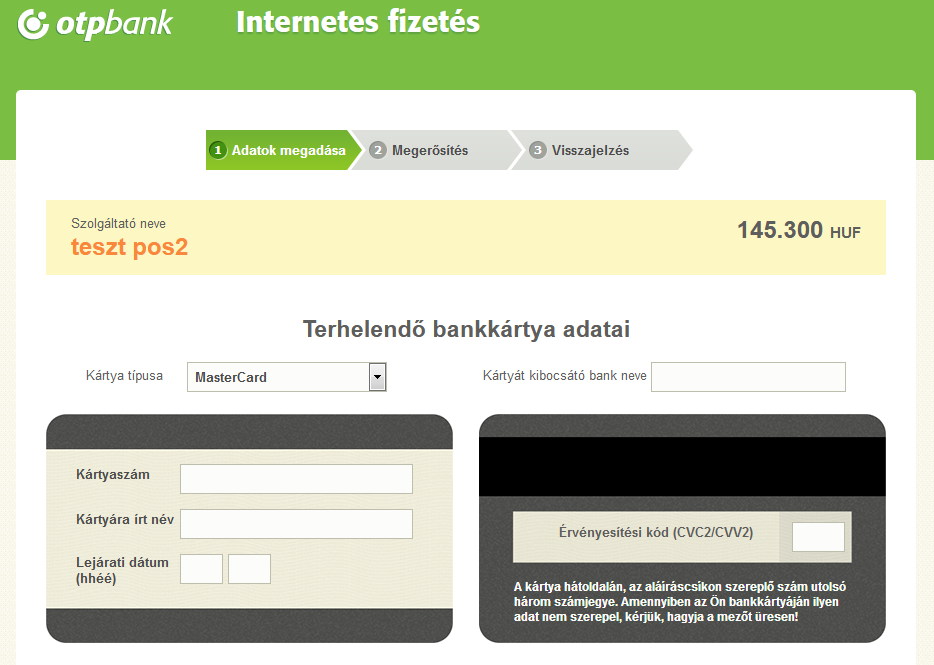 otpbank
Internetes fizetés
1 Adatok megadása
2 Megerősítés
3 Visszajelzés
Szolgáltató neve
teszt pos2
145.300 HUF
Terhelendő bankkártya adatai
Kártya típusa
MasterCard
Kártyát kibocsátó bank neve
Kártyaszám
Kártyára írt név
Lejárati dátum
(hhéé)
Érvényesítési kód (CVC2/CVV2)
A kártya hátoldalán, az aláíráscsíkon szereplő szám utolsó
három számjegye. Amennyiben az Ön bankkártyáján ilyen
adat nem szerepel, kérjük, hagyja a mezőt üresen!